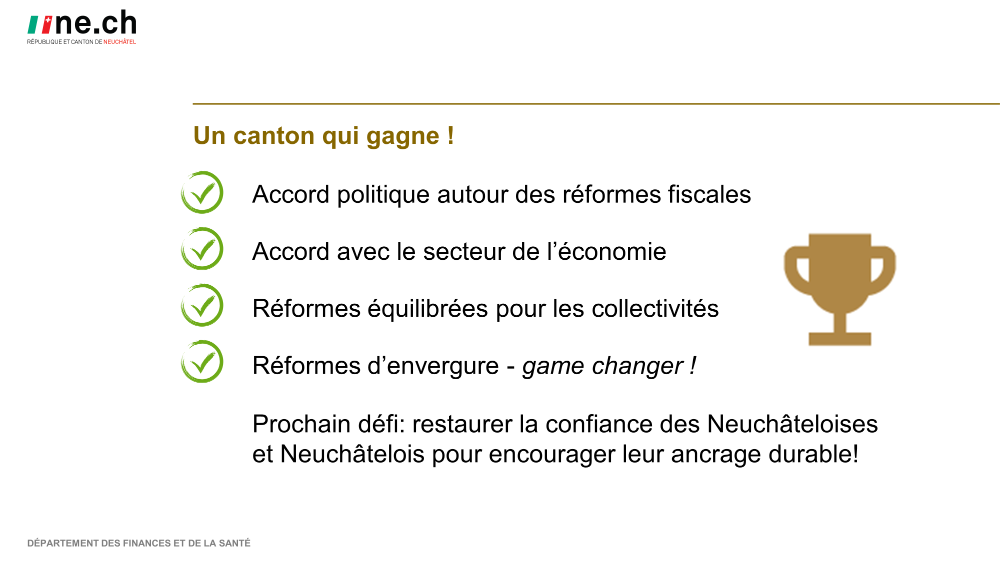 ne.ch
RÉPUBLIQUE ET CANTON DE NEUCHÂTEL
Un canton qui gagne !
Accord politique autour des réformes fiscales
Accord avec le secteur de l’économie
Réformes équilibrées pour les collectivités
Réformes d’envergure - game changer !
Prochain défi: restaurer la confiance des Neuchâteloises
et Neuchâtelois pour encourager leur ancrage durable!
DÉPARTEMENT DES FINANCES ET DE LA SANTÉ